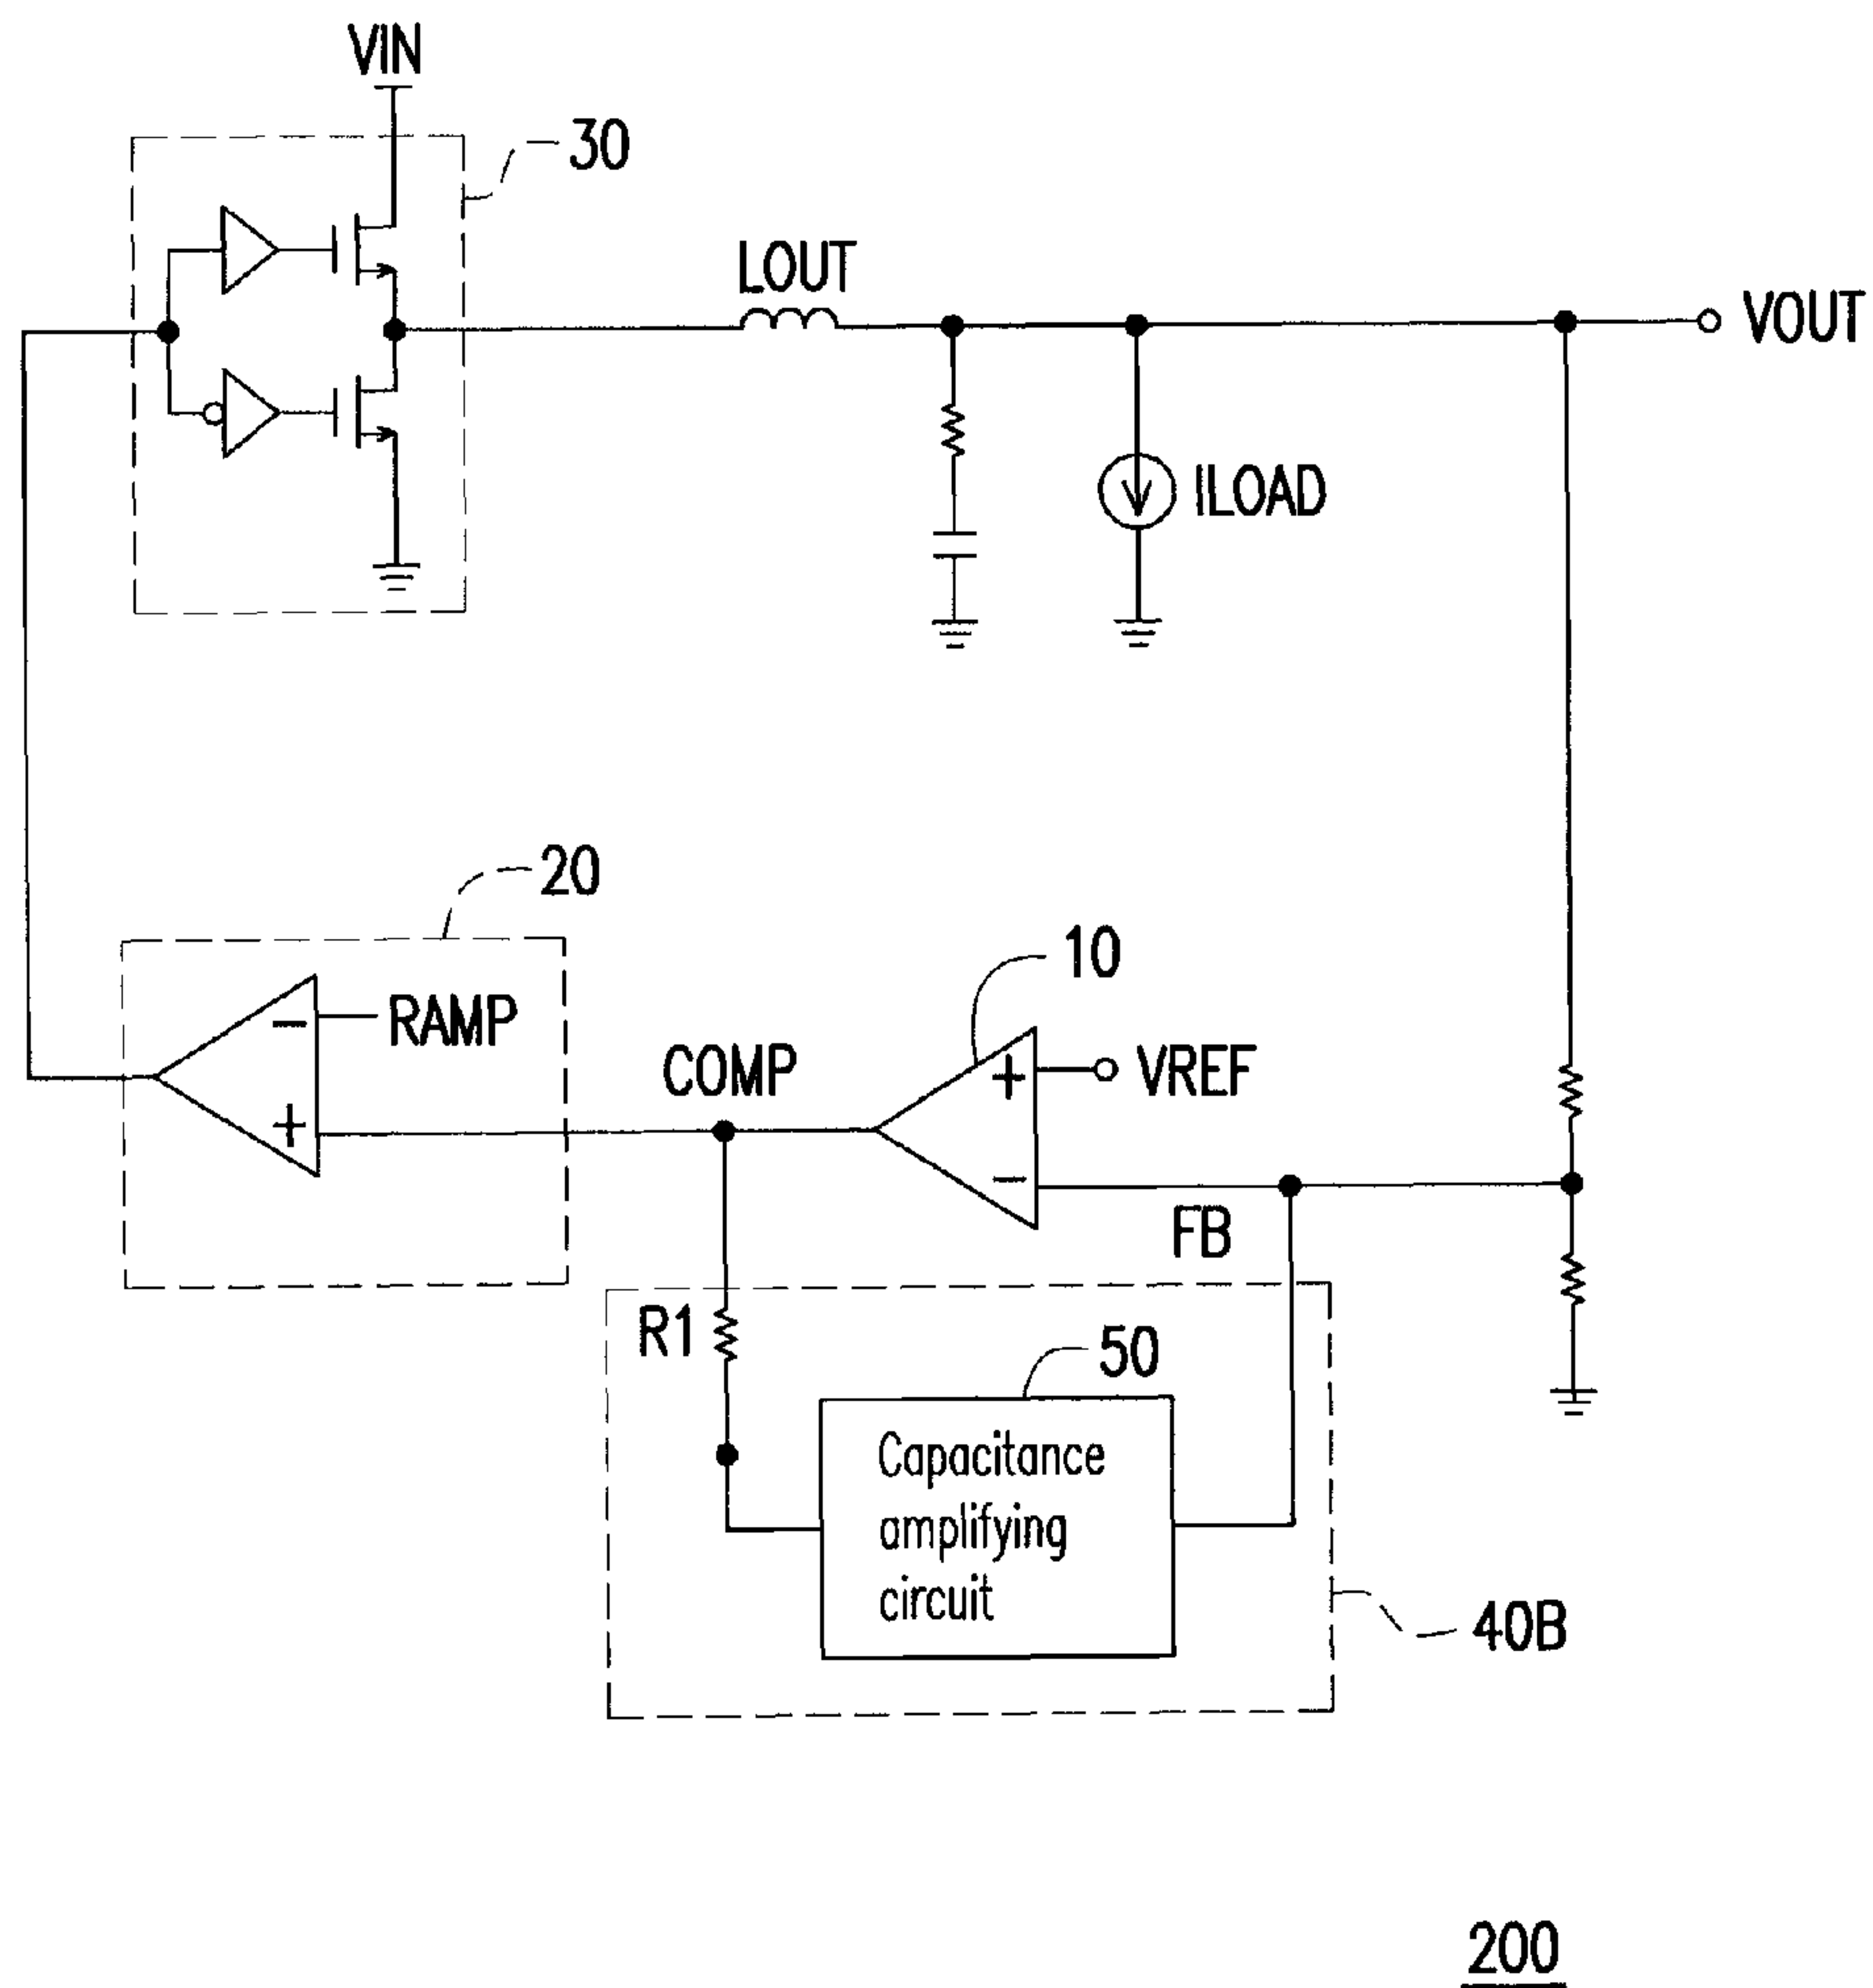 VIN
30
LOUT
VOUT
ILOAD
20
10
RAMP
COMP
VREF
FB
R1
50
Capacitance
amplifying
circuit
40B
200